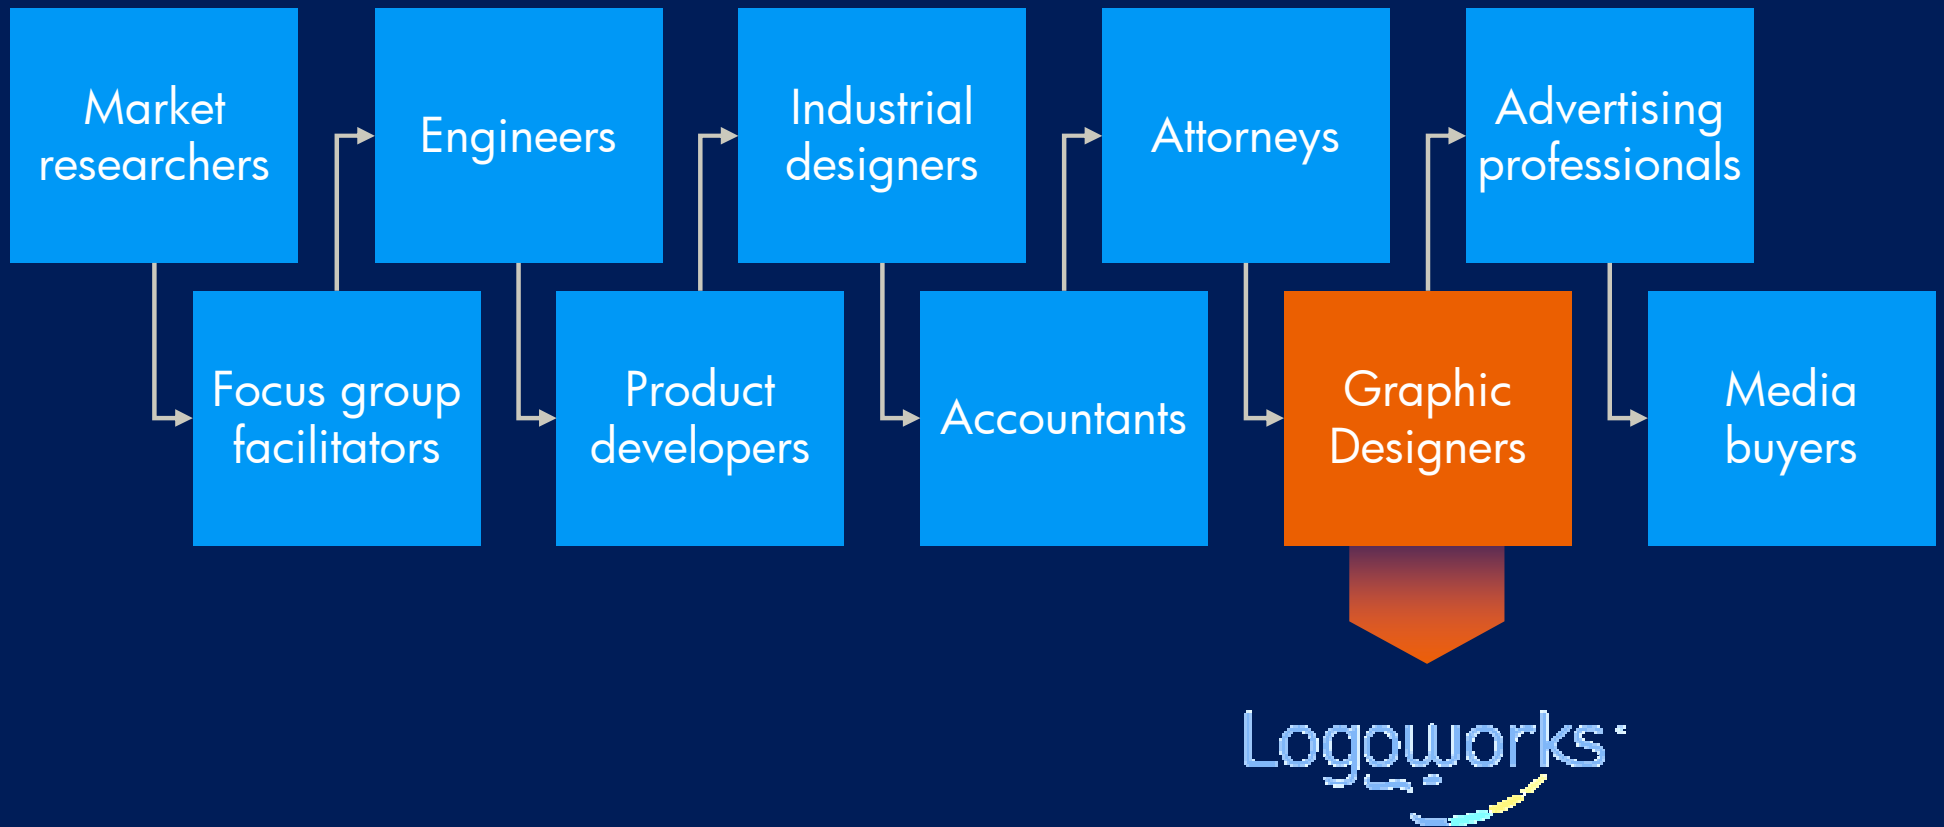 Market
researchers
Focus group
facilitators
Engineers
Product
developers
Industrial
designers
Accountants
Attorneys
Graphic
Designers
Advertising
professionals
Media
buyers
Logoworks